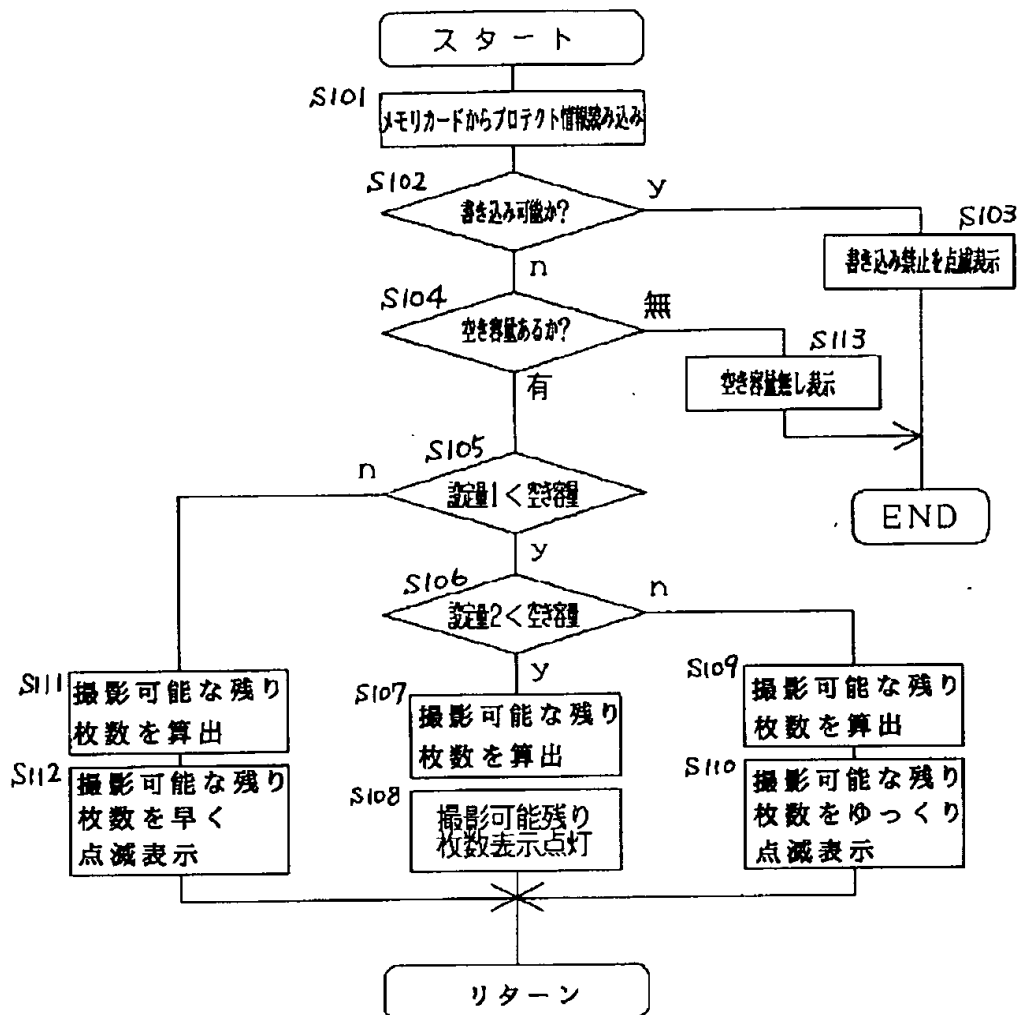 スタート
S101
メモリカードからプロテクト情報読み込み
S102
書き込み可能か?
y
n
S103
書き込み禁止を点滅表示
S104
空き容量あるか?
無
有
S113
空き容量無し表示
END
S105
設定量1<空き容量
n
y
S106
設定量2<空き容量
n
y
S111
撮影可能な残り
枚数を算出
S112
撮影可能な残り
枚数を早く
点滅表示
S107
撮影可能な残り
枚数を算出
S108
撮影可能残り
枚数表示点灯
S109
撮影可能な残り
枚数を算出
S110
撮影可能な残り
枚数をゆっくり
点滅表示
リターン